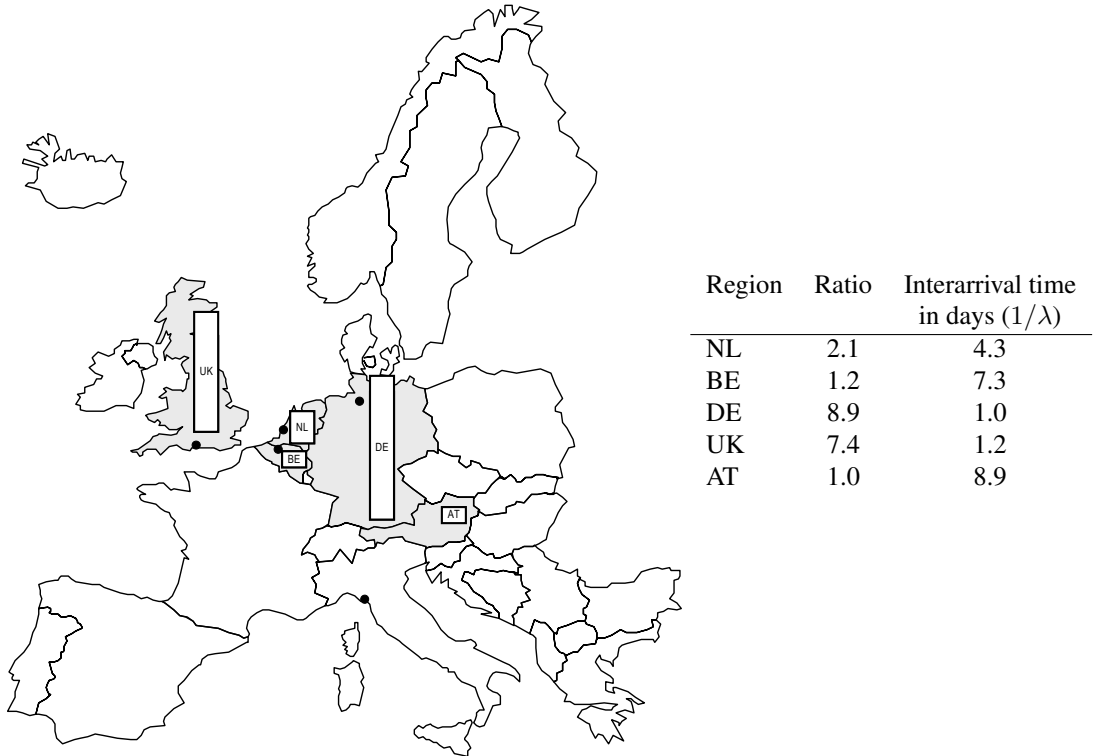 UK
NL
BE
DE
AT
Region Ratio Interarrival time
in days (1/λ)
NL 2.1 4.3
BE 1.2 7.3
DE 8.9 1.0
UK 7.4 1.2
AT 1.0 8.9